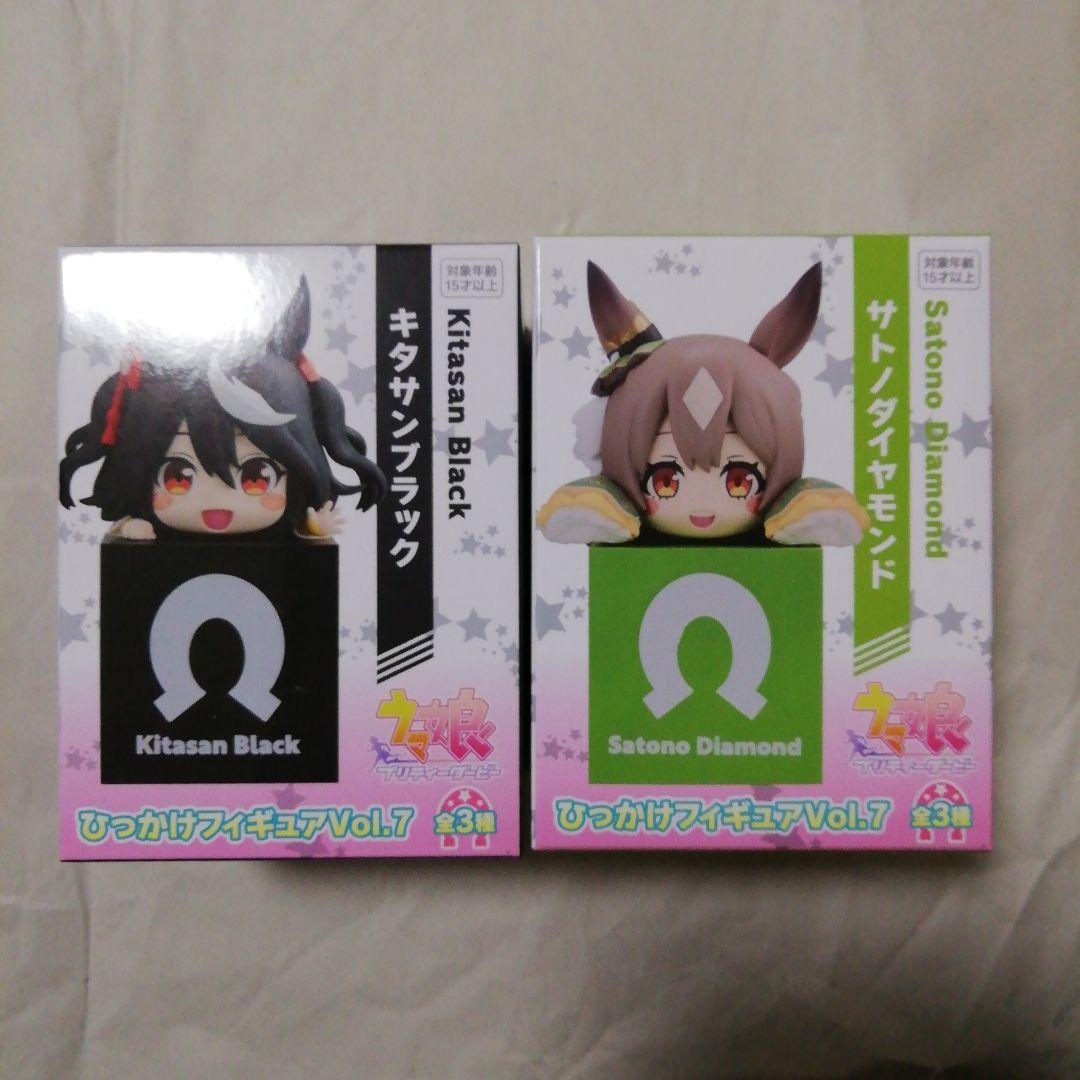 対象年齢
15才以上
Kitasan Black
キタサンブラック
Kitasan Black
ウマ娘
プリティーダービー
ひっかけフィギュアVol.7
全3種
対象年齢
15才以上
Satono Diamond
サトノダイヤモンド
Satono Diamond
ウマ娘
プリティーダービー
ひっかけフィギュアVol.7
全3種